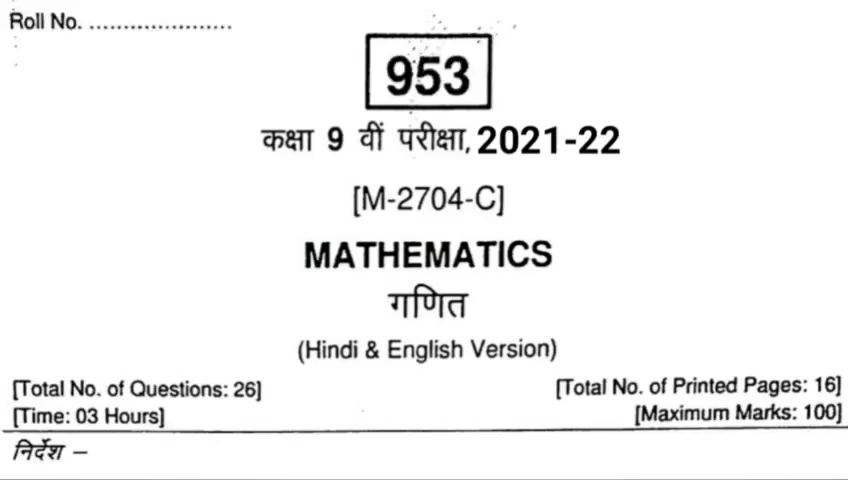 Roll No. ......................
953
कक्षा 9 वीं परीक्षा, 2021-22
[M-2704-C]
MATHEMATICS
गणित
(Hindi & English Version)
[Total No. of Questions: 26] [Total No. of Printed Pages: 16]
[Time: 03 Hours] [Maximum Marks: 100]
निर्देश –